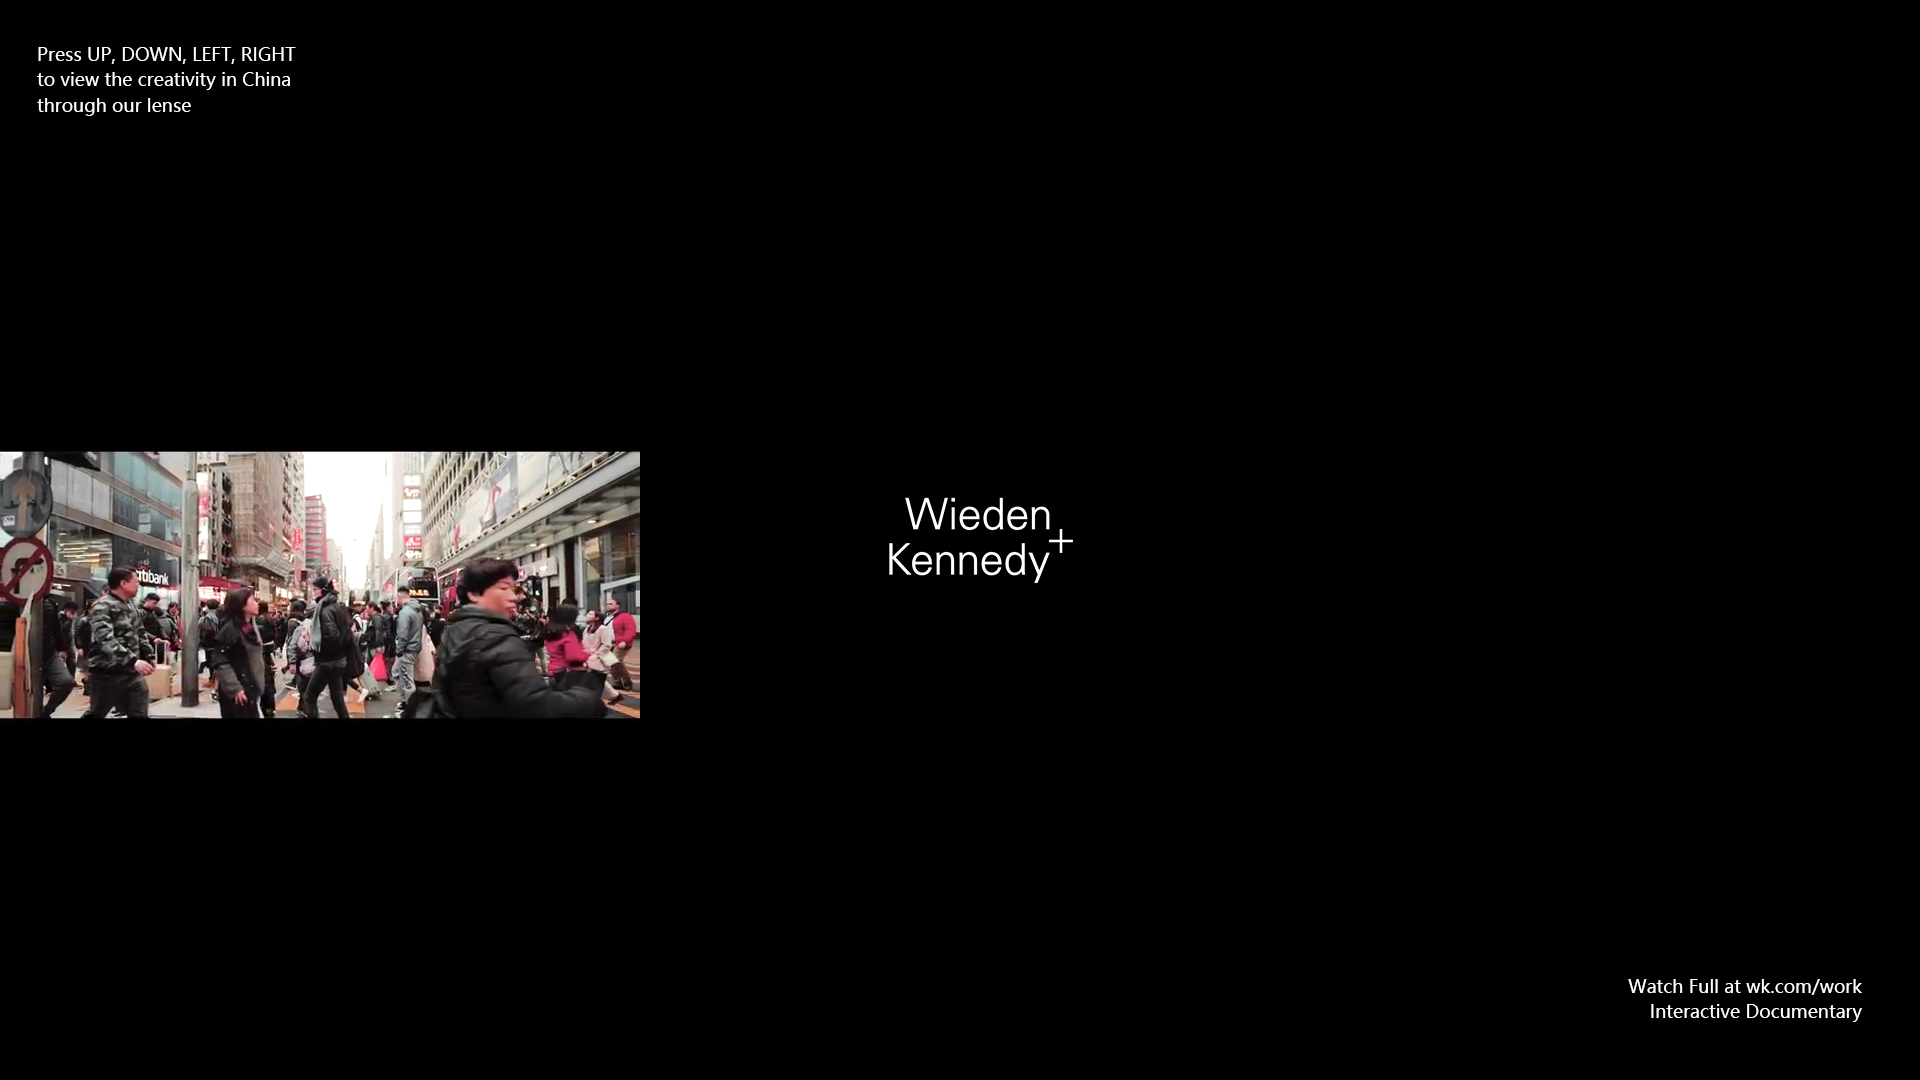 Press UP, DOWN, LEFT, RIGHT
to view the creativity in China
through our lense
citibank
Wieden
Kennedy+
Watch Full at wk.com/work
Interactive Documentary